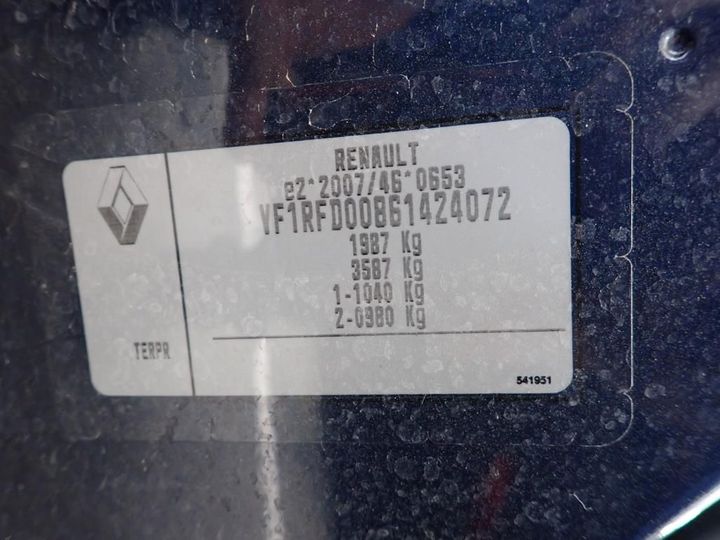 RENAULT
e2*2007/46*0653
VF1RFD00861424072
1987 Kg
3587 Kg
1-1040 Kg
2-0980 Kg
TERPR
541951